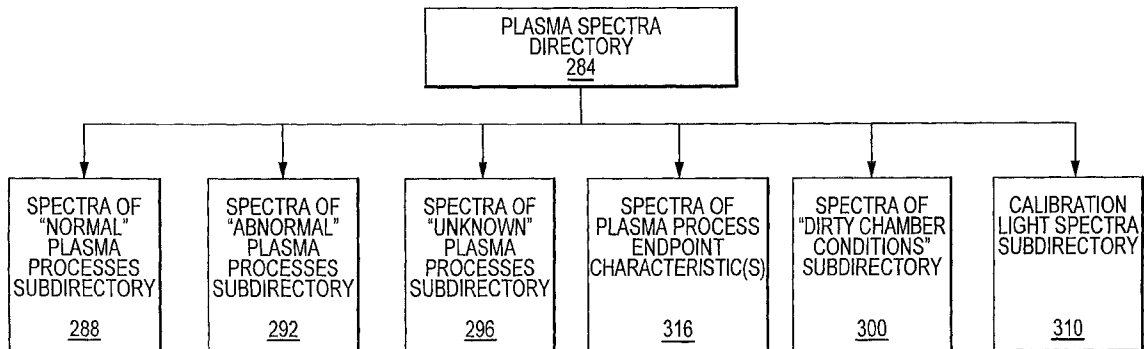 PLASMA SPECTRA
DIRECTORY
284
SPECTRA OF
“NORMAL”
PLASMA
PROCESSES
SUBDIRECTORY
288
SPECTRA OF
“ABNORMAL”
PLASMA
PROCESSES
SUBDIRECTORY
292
SPECTRA OF
“UNKNOWN”
PLASMA
PROCESSES
SUBDIRECTORY
296
SPECTRA OF
PLASMA PROCESS
ENDPOINT
CHARACTERISTIC(S)
316
SPECTRA OF
“DIRTY CHAMBER
CONDITIONS”
SUBDIRECTORY
300
CALIBRATION
LIGHT SPECTRA
SUBDIRECTORY
310